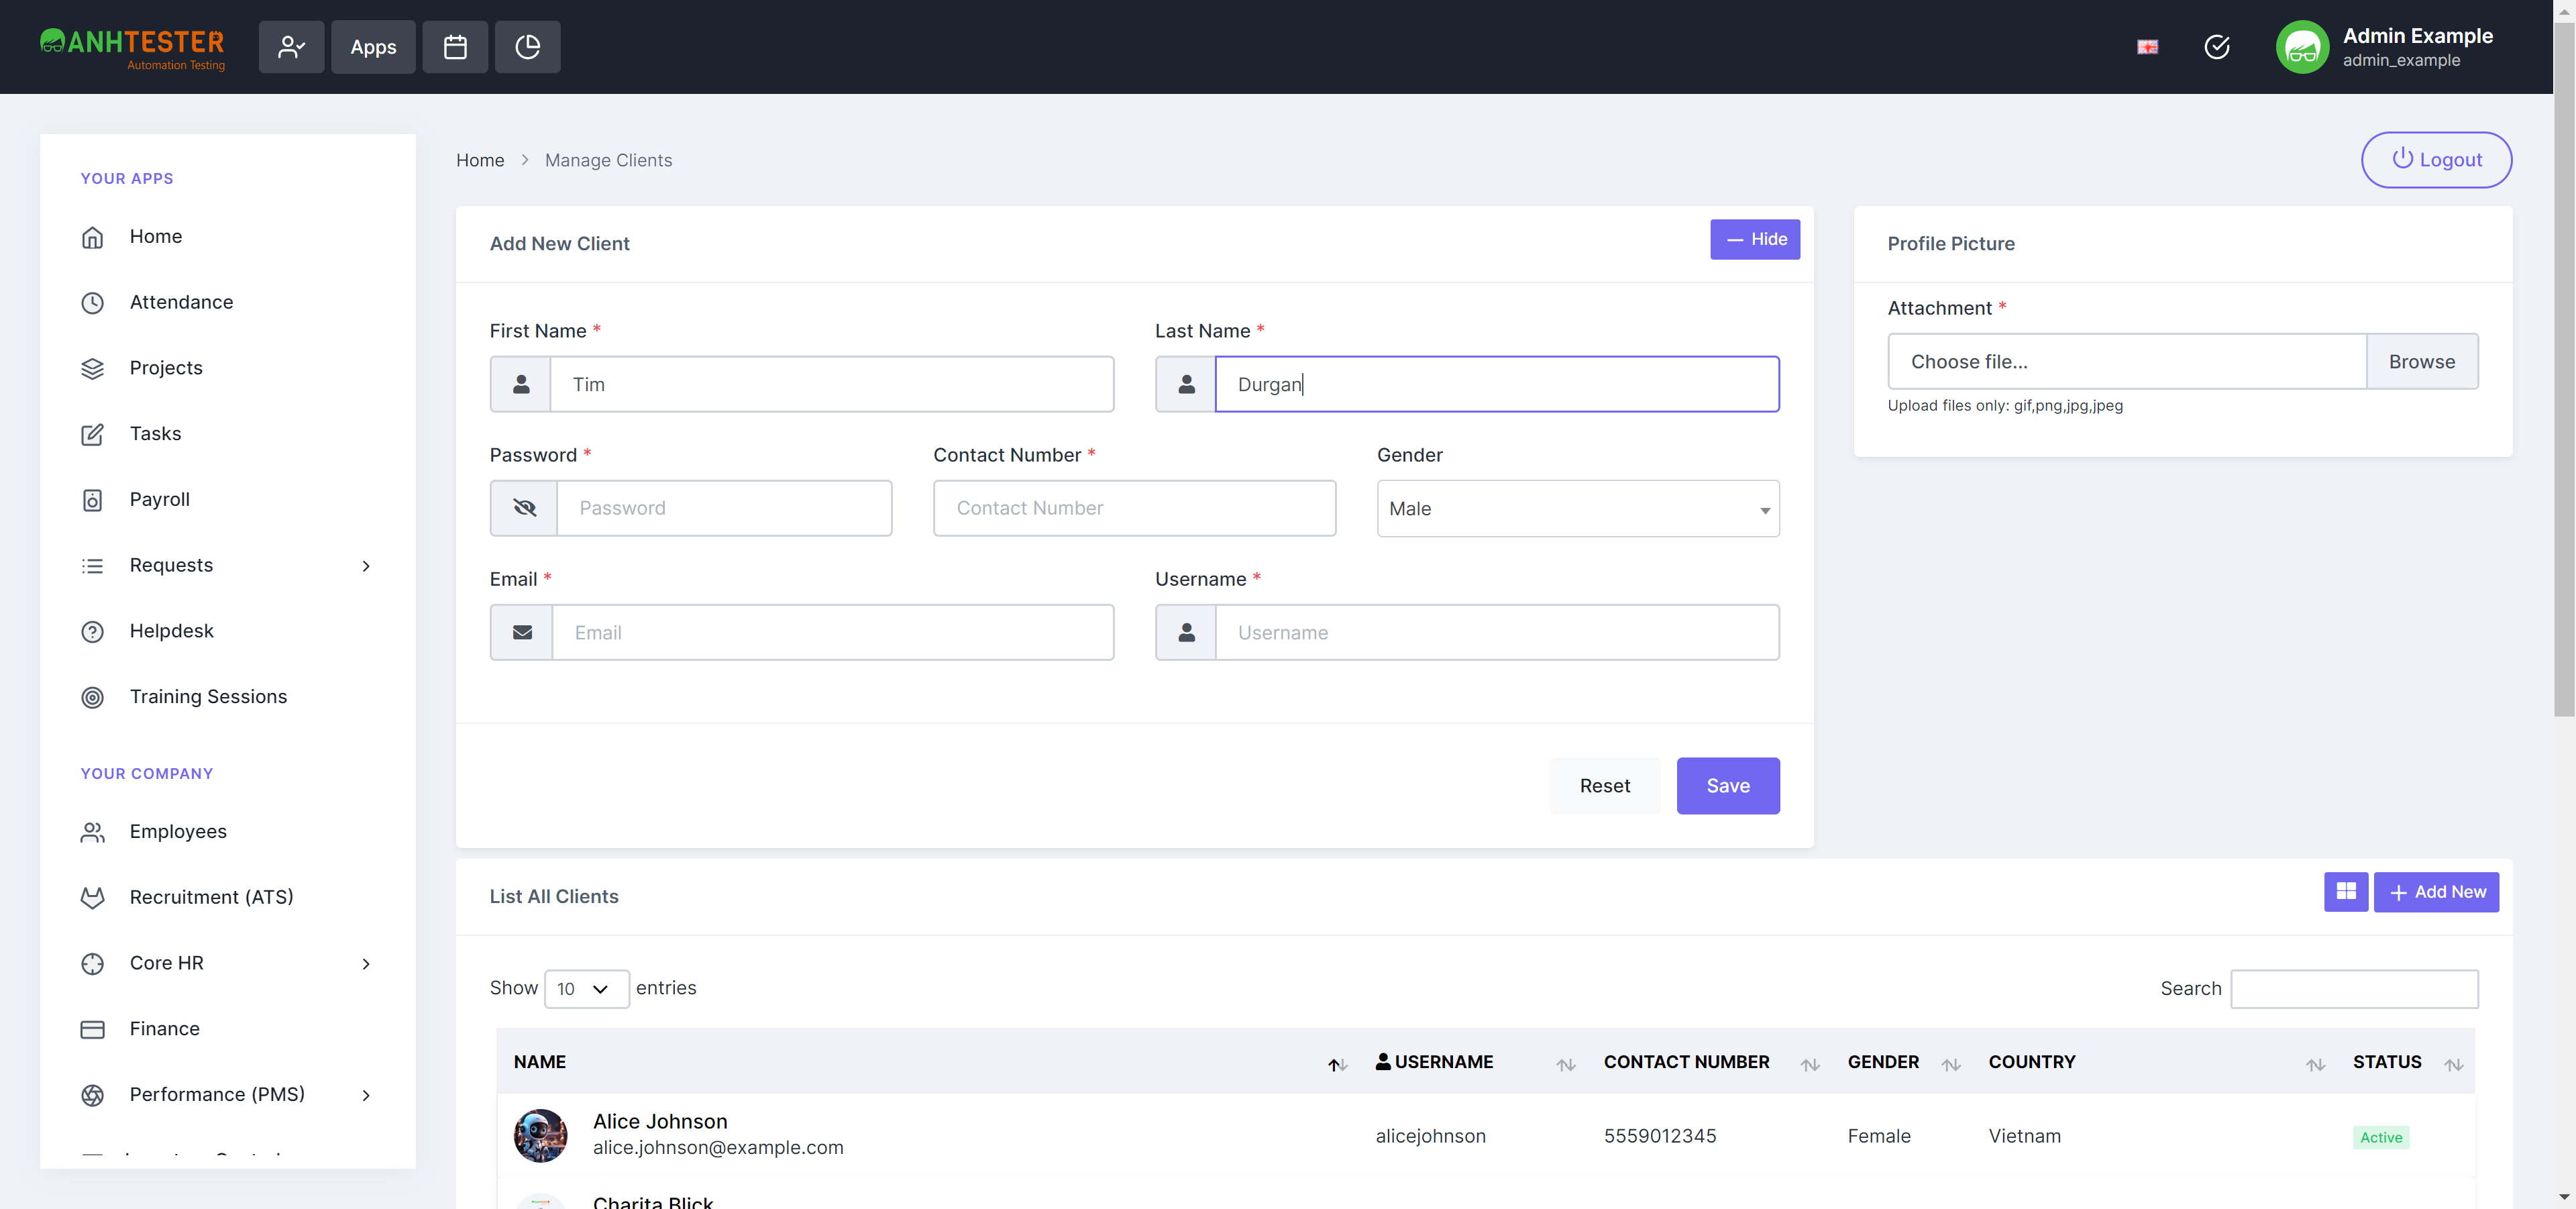 ANHTESTER
Automation Testing
Apps
Admin Example
admin_example
YOUR APPS
Home
Attendance
Projects
Tasks
Payroll
Requests
Helpdesk
Training Sessions
YOUR COMPANY
Employees
Recruitment (ATS)
Core HR
Finance
Performance (PMS)
Home > Manage Clients
Logout
Add New Client
Hide
First Name *
Last Name *
Tim
Durgan
Password *
Contact Number *
Gender
Password
Contact Number
Male
Email *
Username *
Email
Username
Reset
Save
Profile Picture
Attachment *
Choose file...
Browse
Upload files only: gif,png,jpg,jpeg
List All Clients
Add New
Show 10 entries
Search
NAME USERNAME CONTACT NUMBER GENDER COUNTRY STATUS
Alice Johnson
alice.johnson@example.com
alicejohnson 5559012345 Female Vietnam Active
Charita Blick